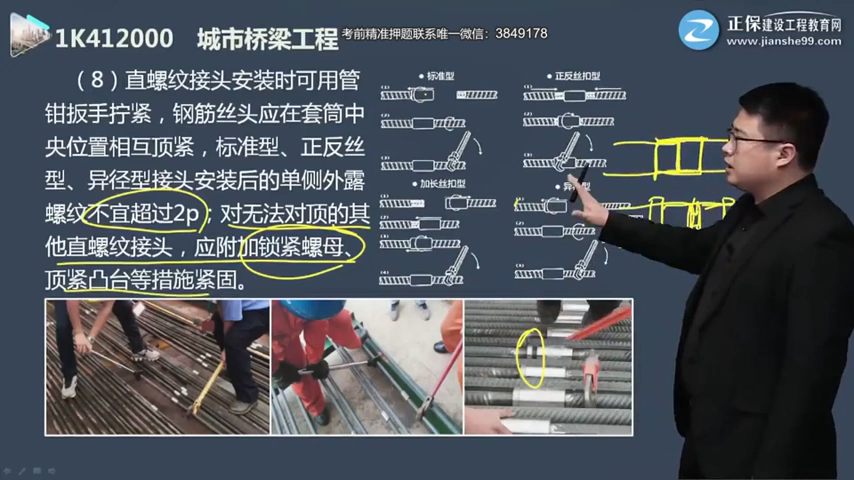 1K412000 城市桥梁工程
考前精准押题联系唯一微信：3849178
正保建设工程教育网
www.jianshe99.com
（8）直螺纹接头安装时可用管
钳扳手拧紧，钢筋丝头应在套筒中
央位置相互顶紧，标准型、正反丝
型、异径型接头安装后的单侧外露
螺纹不宜超过2p；对无法对顶的其
他直螺纹接头，应附加锁紧螺母、
顶紧凸台等措施紧固。
●标准型
●正反丝扣型
●加长丝扣型